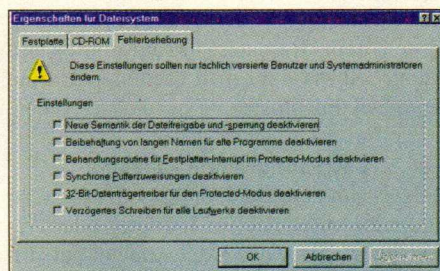 Eigenschaften für Dateisystem
Festplatte CD-ROM Fehlerbehebung
Diese Einstellungen sollten nur fachlich versierte Benutzer und Systemadministratoren
ändern.
Einstellungen
Neue Semantik der Dateifreigabe und -sperrung deaktivieren
Beibehaltung von langen Namen für alte Programme deaktivieren
Behandlungsroutine für Festplatten-Interrupt im Protected-Modus deaktivieren
Synchrone Pufferzuweisungen deaktivieren
32-Bit-Datenträgertreiber für den Protected-Modus deaktivieren
Verzögertes Schreiben für alle Laufwerke deaktivieren
OK Abbrechen